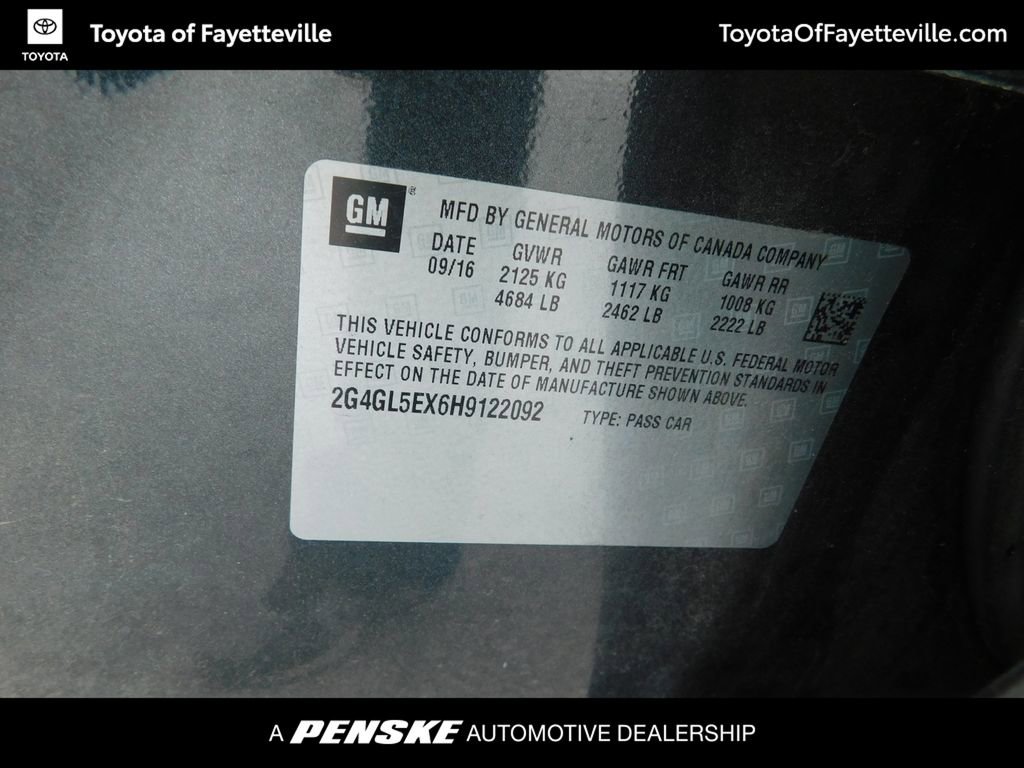 TOYOTA
Toyota of Fayetteville
ToyotaOfFayetteville.com
GM ®
MFD BY GENERAL MOTORS OF CANADA COMPANY
DATE GVWR GAWR FRT GAWR RR
09/16 2125 KG 1117 KG 1008 KG
4684 LB 2462 LB 2222 LB
THIS VEHICLE CONFORMS TO ALL APPLICABLE U.S. FEDERAL MOTOR
VEHICLE SAFETY, BUMPER, AND THEFT PREVENTION STANDARDS IN
EFFECT ON THE DATE OF MANUFACTURE SHOWN ABOVE.
2G4GL5EX6H9122092 TYPE: PASS CAR
A PENSKE AUTOMOTIVE DEALERSHIP